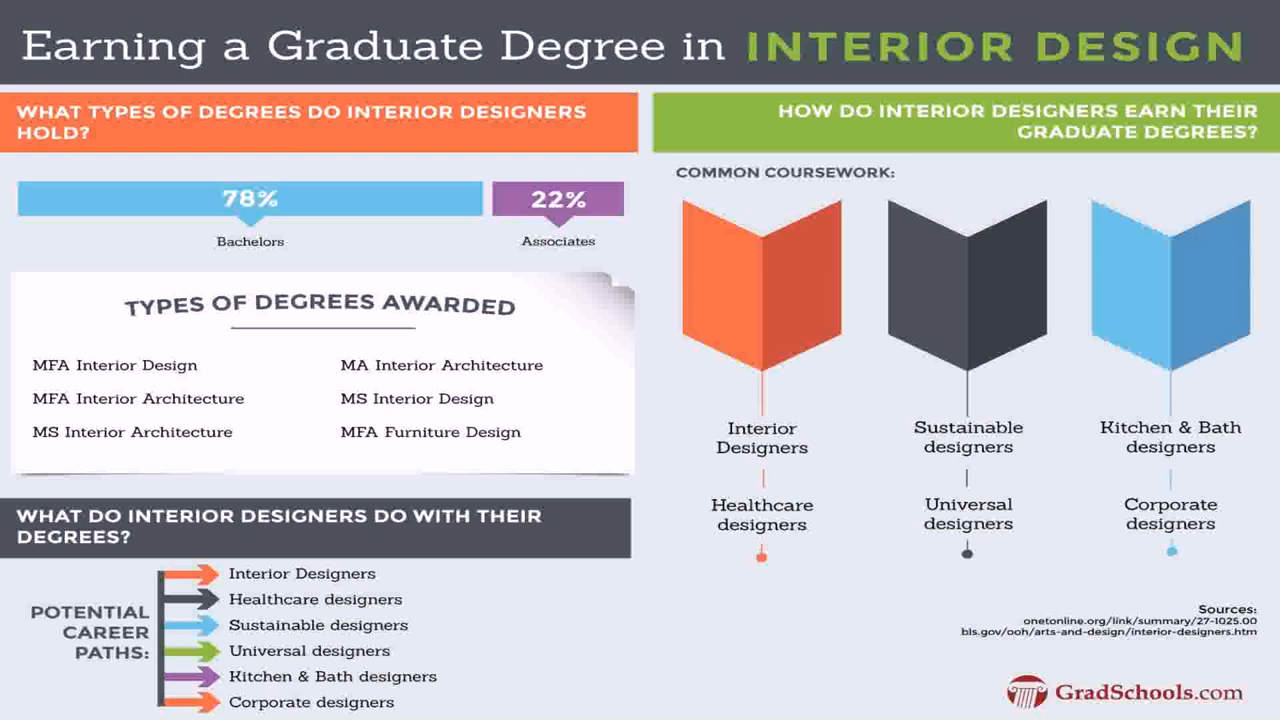 Earning a Graduate Degree in INTERIOR DESIGN
WHAT TYPES OF DEGREES DO INTERIOR DESIGNERS
HOLD?
78%
22%
Bachelors
Associates
TYPES OF DEGREES AWARDED
MFA Interior Design
MFA Interior Architecture
MS Interior Architecture
MA Interior Architecture
MS Interior Design
MFA Furniture Design
WHAT DO INTERIOR DESIGNERS DO WITH THEIR
DEGREES?
POTENTIAL
CAREER
PATHS:
Interior Designers
Healthcare designers
Sustainable designers
Universal designers
Kitchen & Bath designers
Corporate designers
HOW DO INTERIOR DESIGNERS EARN THEIR
GRADUATE DEGREES?
COMMON COURSEWORK:
Interior
Designers
Healthcare
designers
Sustainable
designers
Universal
designers
Kitchen & Bath
designers
Corporate
designers
Sources:
onetonline.org/link/summary/27-1025.00
bls.gov/ooh/arts-and-design/interior-designers.htm
GradSchools.com